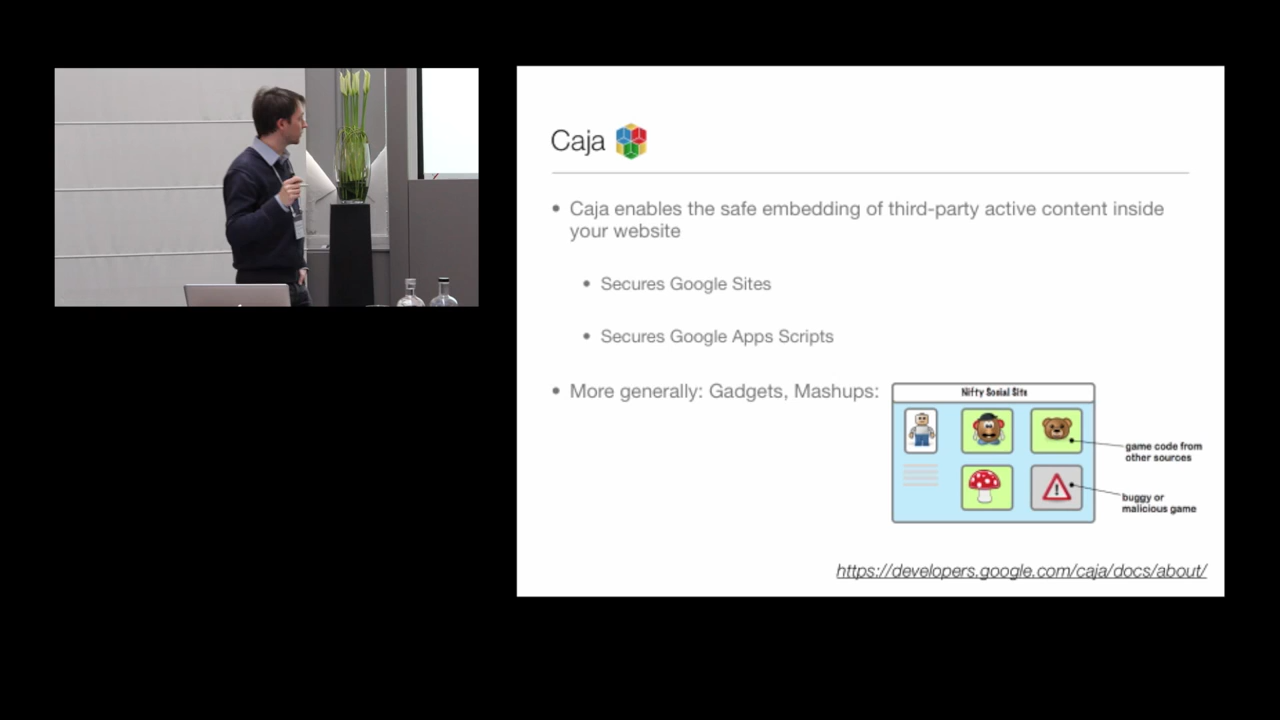 Caja
• Caja enables the safe embedding of third-party active content inside
your website
• Secures Google Sites
• Secures Google Apps Scripts
• More generally: Gadgets, Mashups:
Nifty Social Site
game code from
other sources
buggy or
malicious game
https://developers.google.com/caja/docs/about/